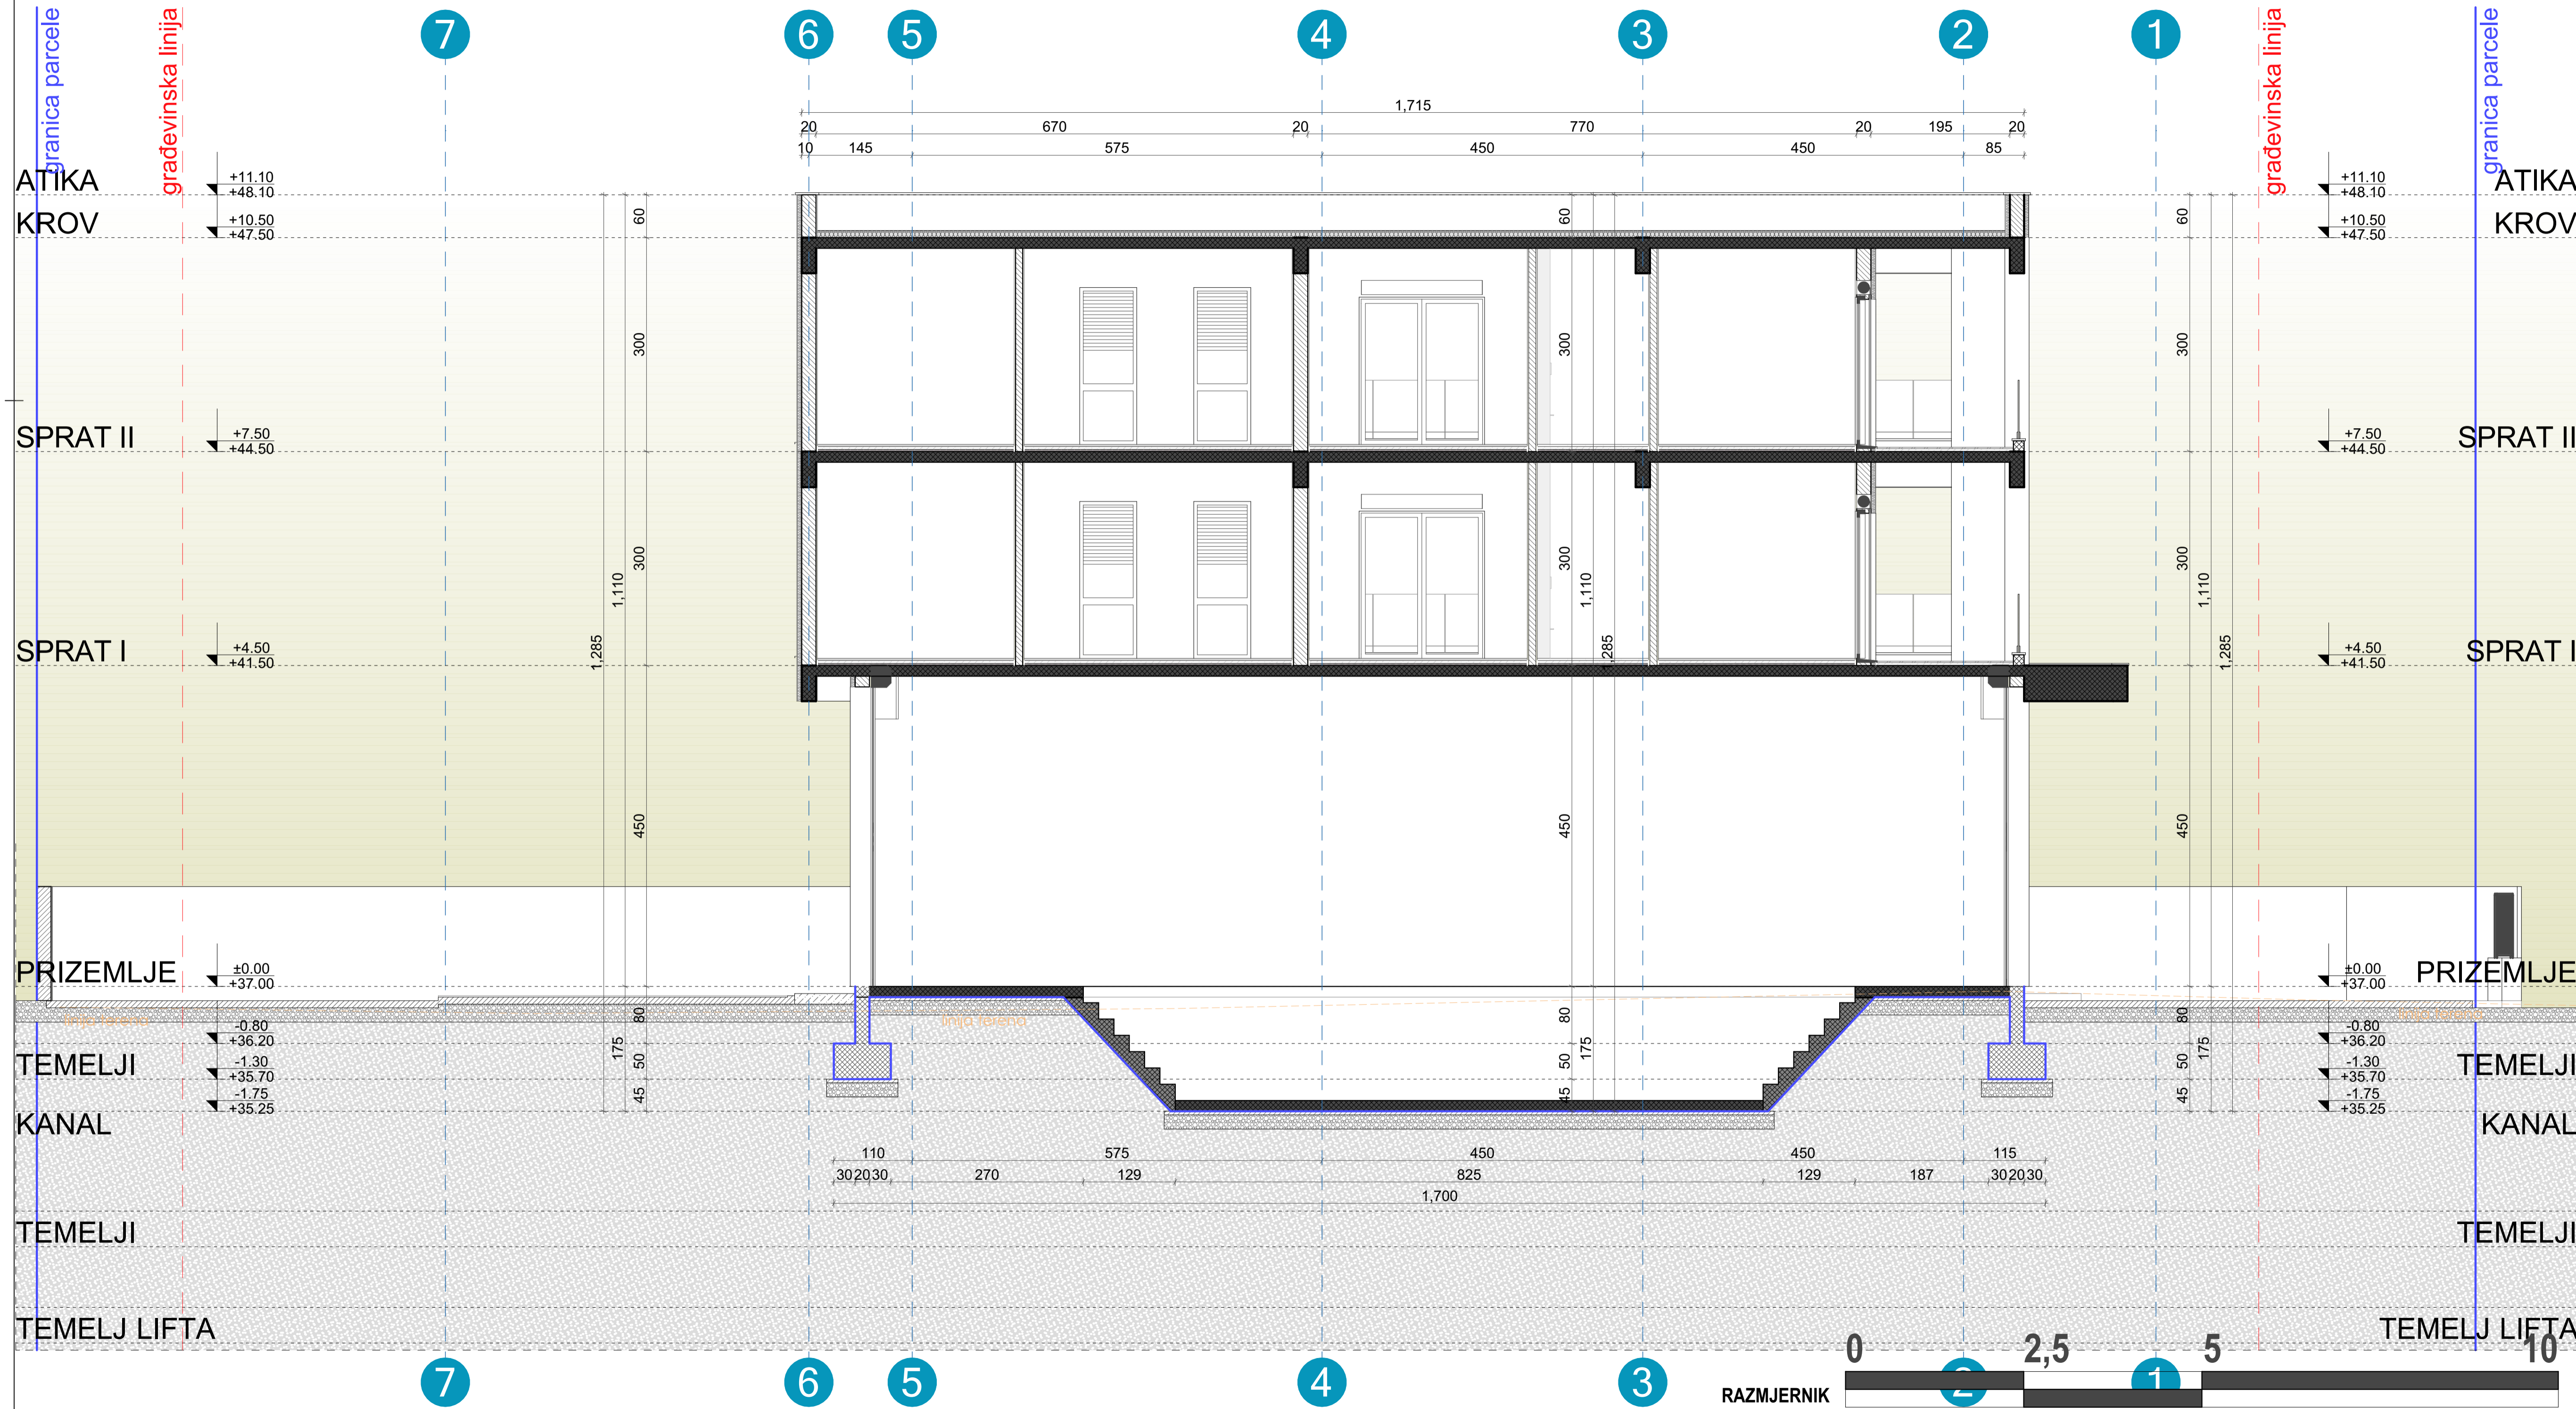 granica parcele
građevinska linija
7 6 5 4 3 2 1
građevinska linija
granica parcele
1,715
20 670 20 770 20 195 20
10 145 575 450 450 85
ATIKA +11.10 +11.10 ATIKA
+48.10 +48.10
KROV +10.50 60 60 60 +10.50 KROV
+47.50 +47.50
300 300 300
SPRAT II +7.50 +7.50 SPRAT II
+44.50 +44.50
300 300 300
1,110 1,110 1,110
SPRAT I +4.50 +4.50 SPRAT I
+41.50 1,285 1,285 1,285 +41.50
450 450 450
PRIZEMLJE ±0.00 ±0.00 PRIZEMLJE
+37.00 +37.00
linija terena linija terena linija terena
80 80 80
-0.80 -0.80
+36.20 +36.20
175 175 175
TEMELJI -1.30 50 50 50 -1.30 TEMELJI
+35.70 +35.70
-1.75 45 45 45 -1.75
+35.25 +35.25
KANAL KANAL
110 575 450 450 115
30 20 30 270 129 825 129 187 30 20 30
1,700
TEMELJI TEMELJI
TEMELJ LIFTA TEMELJ LIFTA
0 2,5 5 10
7 6 5 4 3 2 1
RAZMJERNIK